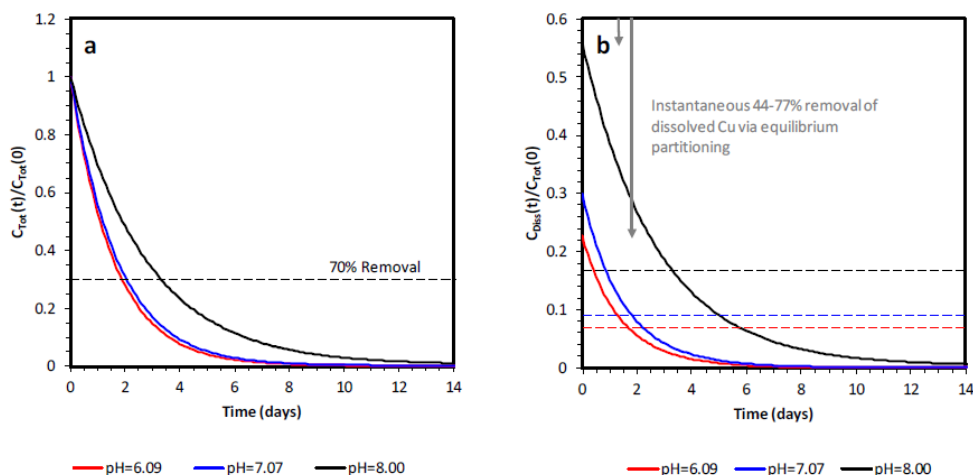 a
C_Tot(t)/C_Tot(0)
1.2
1
0.8
0.6
0.4
0.2
0
70% Removal
0 2 4 6 8 10 12 14
Time (days)
pH=6.09 pH=7.07 pH=8.00
b
C_Diss(t)/C_Tot(0)
0.6
0.5
0.4
0.3
0.2
0.1
0
Instantaneous 44-77% removal of
dissolved Cu via equilibrium
partitioning
0 2 4 6 8 10 12 14
Time (days)
pH=6.09 pH=7.07 pH=8.00